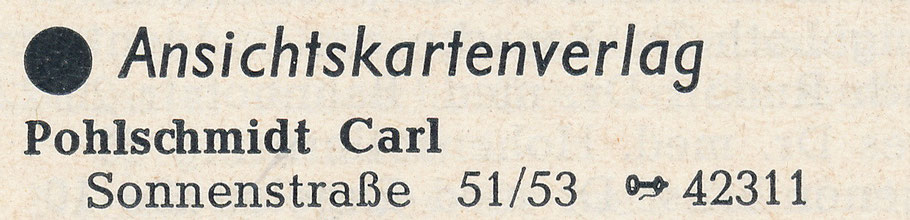 ● Ansichtskartenverlag
Pohlschmidt Carl
Sonnenstraße 51/53 42311